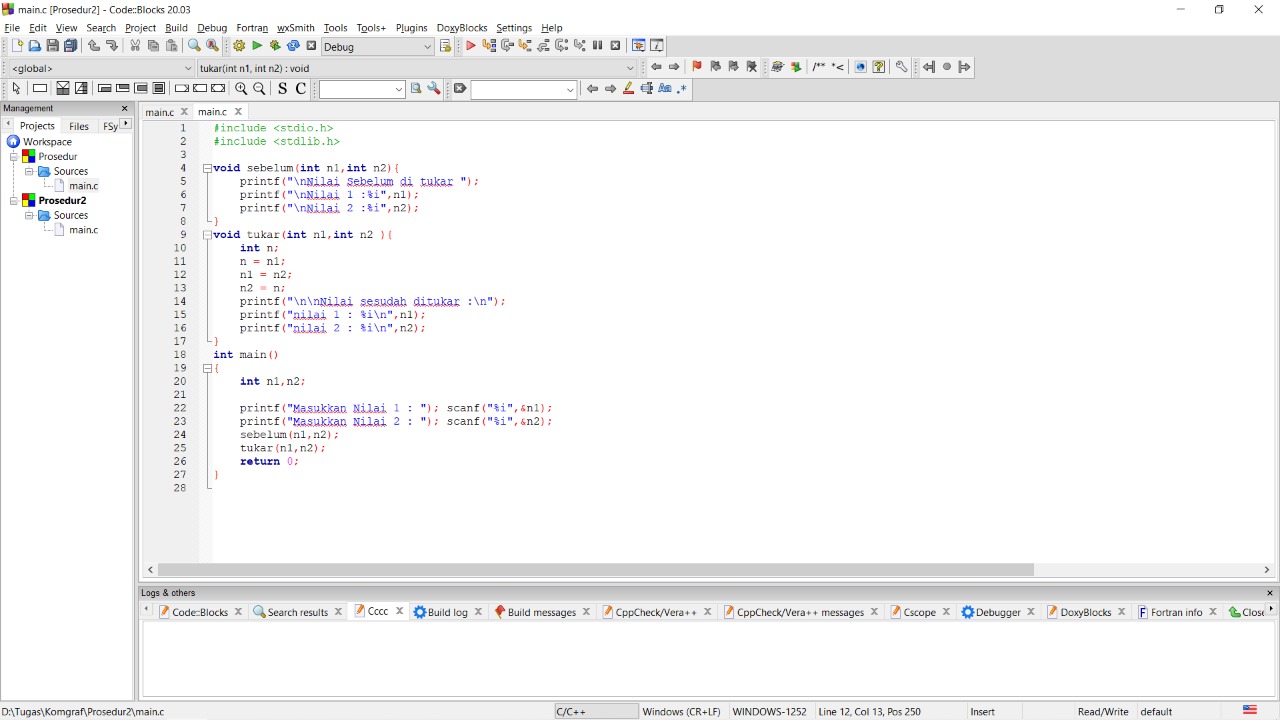 main.c [Prosedur2] - Code::Blocks 20.03
File Edit View Search Project Build Debug Fortran wxSmith Tools Tools+ Plugins DoxyBlocks Settings Help
Debug
<global> tukar(int n1, int n2) : void
S C Aa .*
/** *<
Management
main.c main.c
Projects Files FSy
Workspace
Prosedur
Sources
main.c
Prosedur2
Sources
main.c
1 #include <stdio.h>
2 #include <stdlib.h>
3
4 void sebelum(int n1,int n2){
5 printf("\nNilai Sebelum di tukar ");
6 printf("\nNilai 1 :%i",n1);
7 printf("\nNilai 2 :%i",n2);
8 }
9 void tukar(int n1,int n2 ){
10 int n;
11 n = n1;
12 n1 = n2;
13 n2 = n;
14 printf("\n\nNilai sesudah ditukar :\n");
15 printf("nilai 1 : %i\n",n1);
16 printf("nilai 2 : %i\n",n2);
17 }
18 int main()
19 {
20 int n1,n2;
21
22 printf("Masukkan Nilai 1 : "); scanf("%i",&n1);
23 printf("Masukkan Nilai 2 : "); scanf("%i",&n2);
24 sebelum(n1,n2);
25 tukar(n1,n2);
26 return 0;
27 }
28
Logs & others
Code::Blocks Search results Cccc Build log Build messages CppCheck/Vera++ CppCheck/Vera++ messages Cscope Debugger DoxyBlocks Fortran info Close
D:\Tugas\Komgraf\Prosedur2\main.c C/C++ Windows (CR+LF) WINDOWS-1252 Line 12, Col 13, Pos 250 Insert Read/Write default